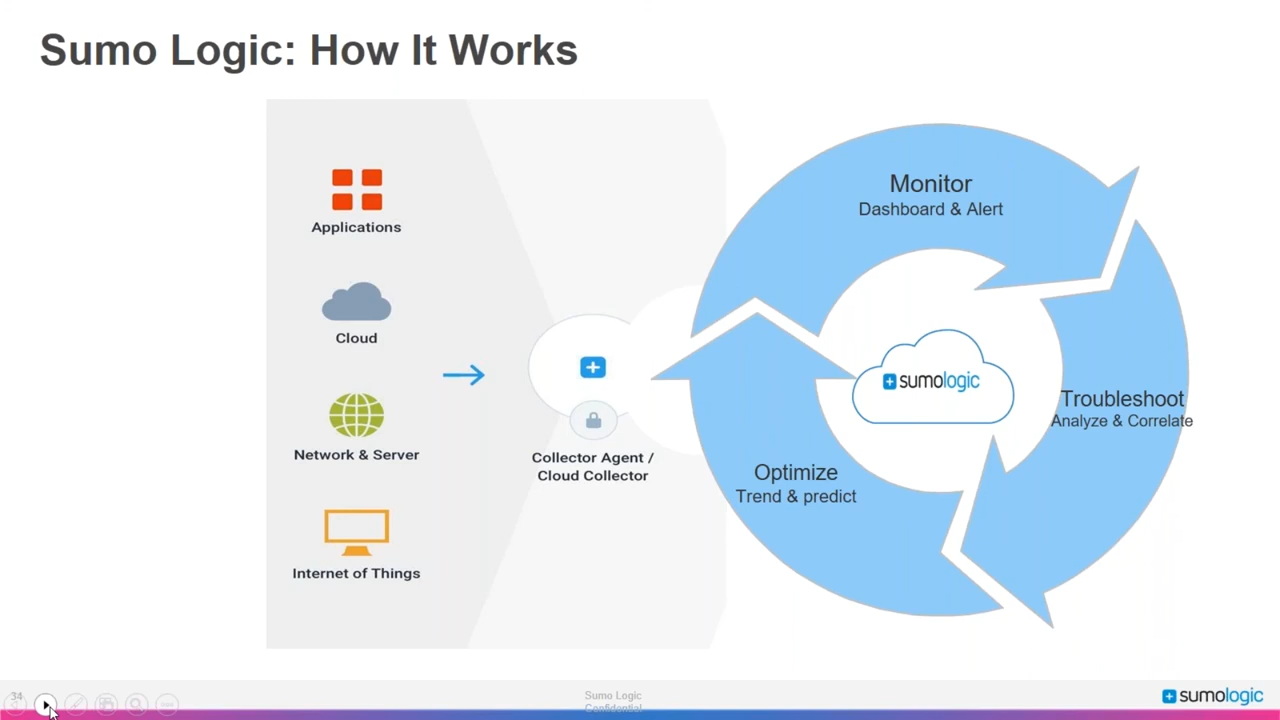 Sumo Logic: How It Works
Applications
Cloud
Network & Server
Internet of Things
Collector Agent /
Cloud Collector
Monitor
Dashboard & Alert
Troubleshoot
Analyze & Correlate
Optimize
Trend & predict
sumologic
34
Sumo Logic
Confidential
sumologic